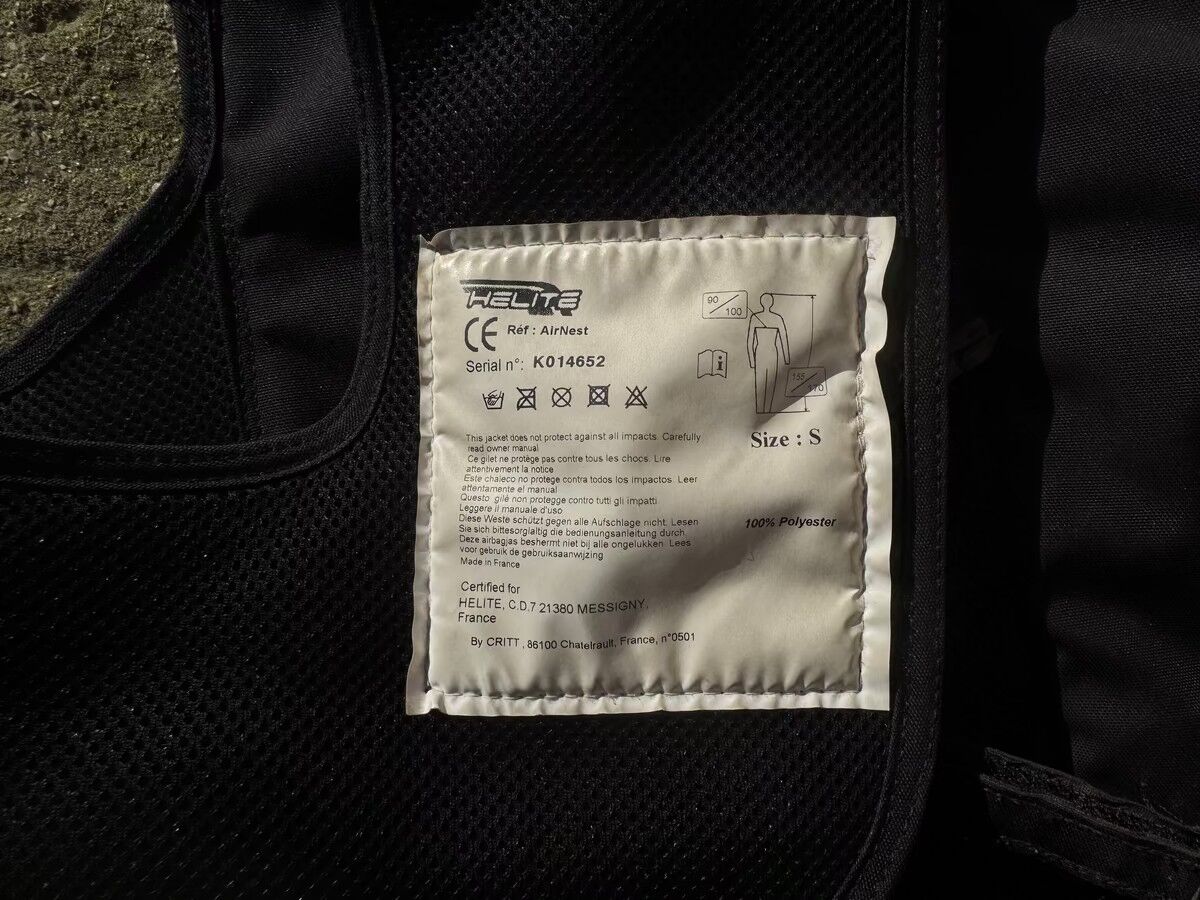 HELITE
CE Réf : AirNest
Serial n°: K014652
90 / 100
i
155 / 170
Size : S
This jacket does not protect against all impacts. Carefully
read owner manual
Ce gilet ne protège pas contre tous les chocs. Lire
attentivement la notice
Este chaleco no protege contra todos los impactos. Leer
attentamente el manual
Questo gilè non protegge contro tutti gli impatti
Leggere il manuale d'uso
Diese Weste schützt gegen alle Aufschlage nicht. Lesen
Sie sich bittesorglaltig die bedienungsanleitung durch.
Deze airbagjas beshermt niet bij alle ongelukken. Lees
voor gebruik de gebruiksaanwijzing
Made in France
100% Polyester
Certified for
HELITE, C.D.7 21380 MESSIGNY,
France
By CRITT , 86100 Chatelrault, France, n°0501